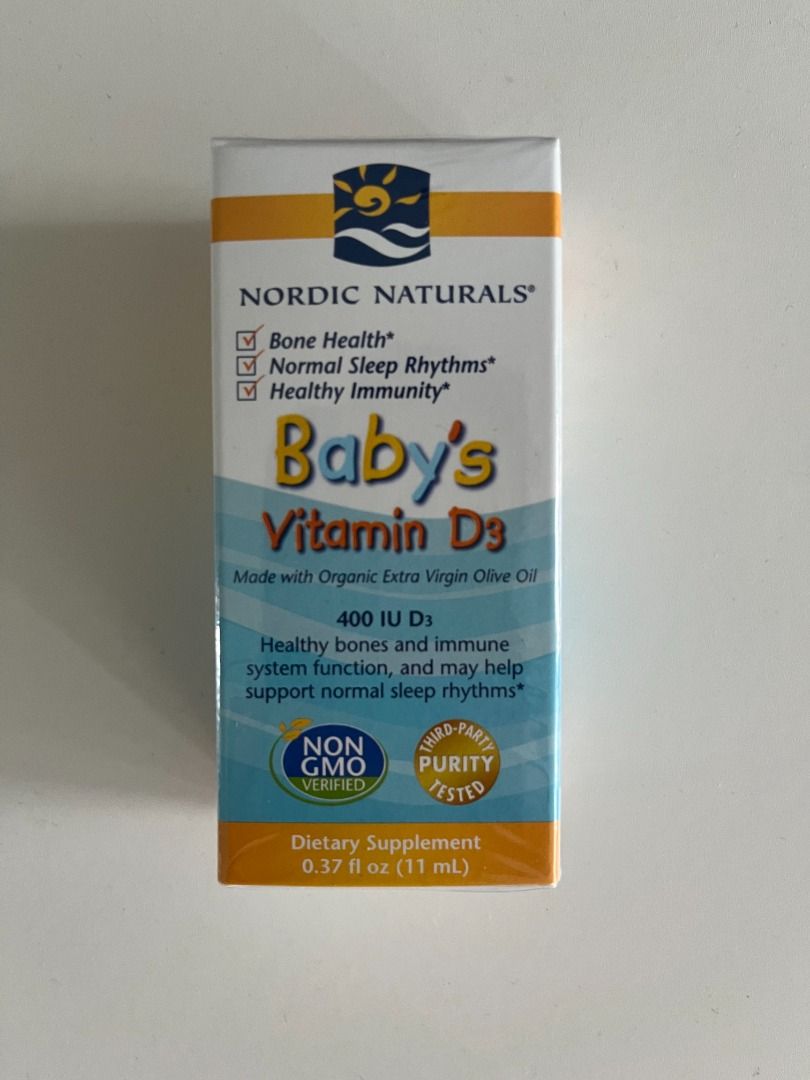 NORDIC NATURALS®
Bone Health*
Normal Sleep Rhythms*
Healthy Immunity*
Baby's
Vitamin D3
Made with Organic Extra Virgin Olive Oil
400 IU D3
Healthy bones and immune
system function, and may help
support normal sleep rhythms*
NON
GMO
VERIFIED
THIRD-PARTY
PURITY
TESTED
Dietary Supplement
0.37 fl oz (11 mL)